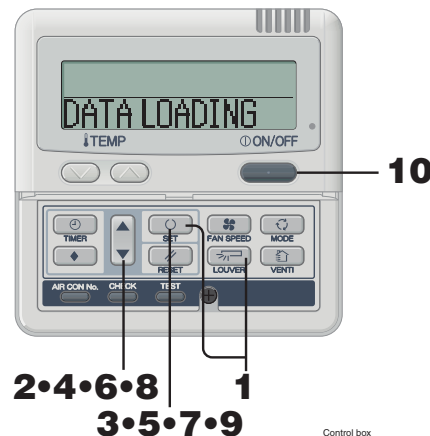 DATA LOADING
TEMP
ON/OFF
10
TIMER
SET
FAN SPEED
MODE
RESET
LOUVER
VENTI
AIR CON No.
CHECK
TEST
2•4•6•8
1
3•5•7•9
Control box